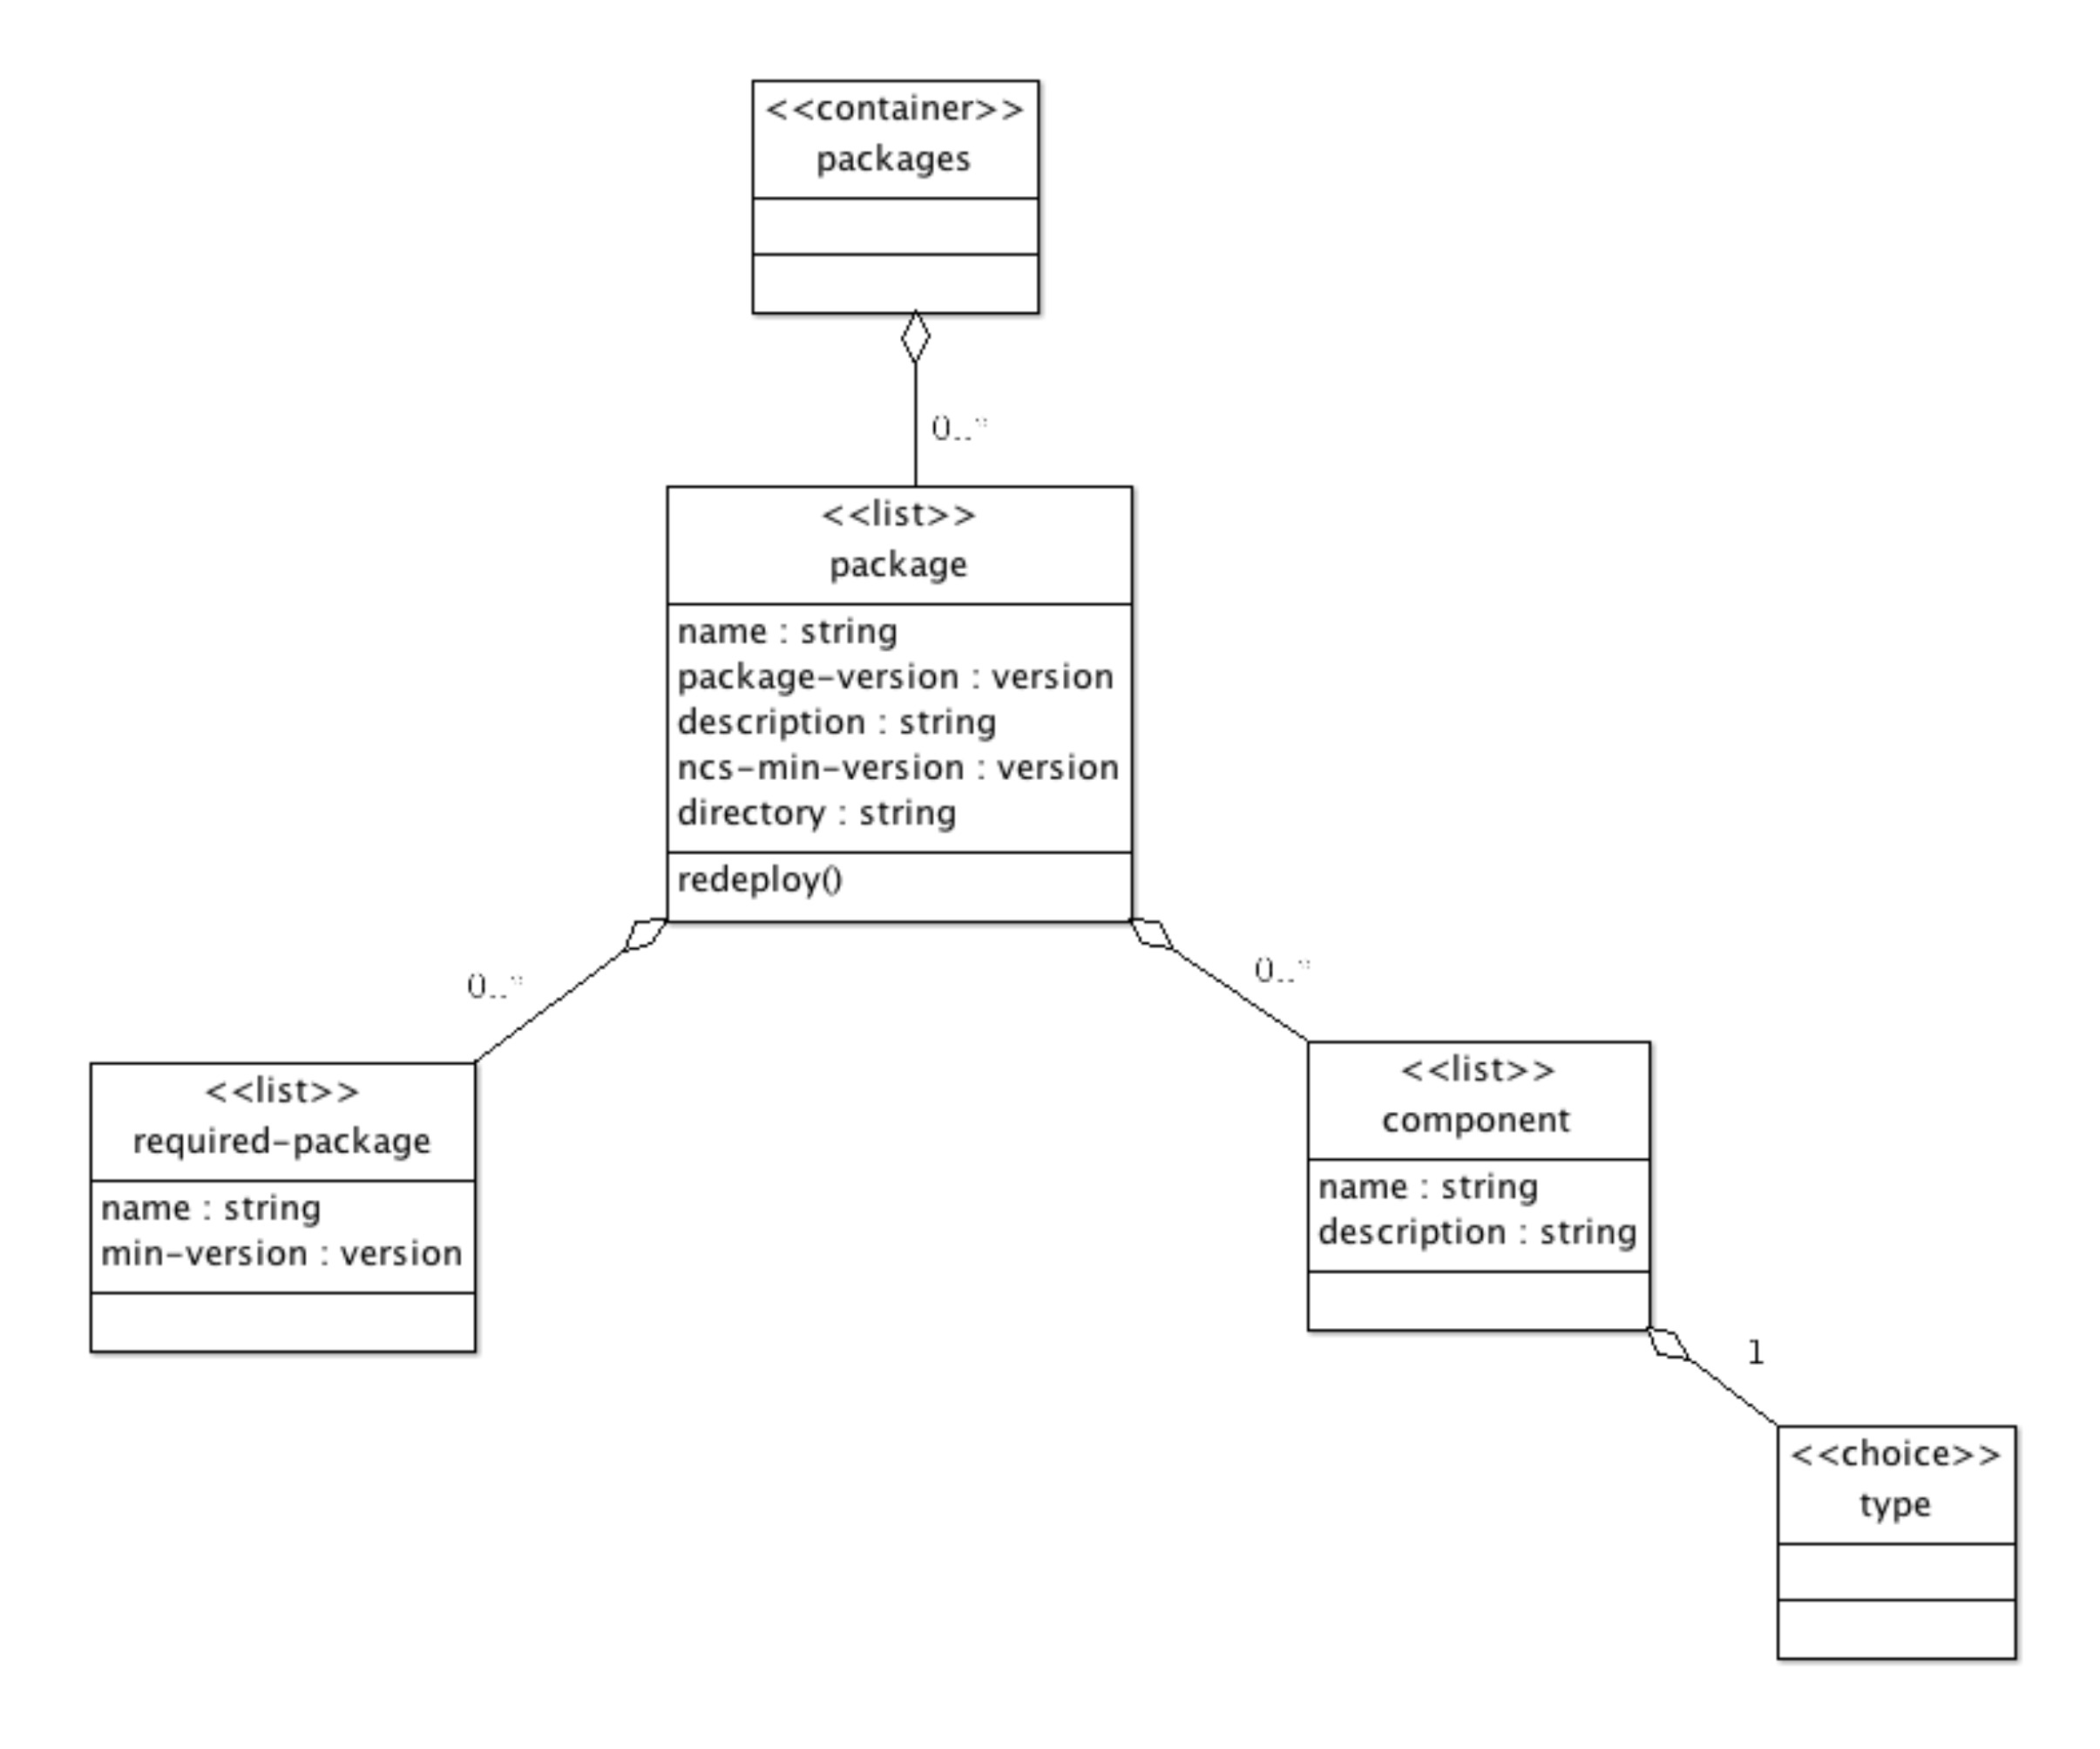 <<container>>
packages
0..*
<<list>>
package
name : string
package-version : version
description : string
ncs-min-version : version
directory : string
redeploy()
0..*
0..*
<<list>>
required-package
name : string
min-version : version
<<list>>
component
name : string
description : string
1
<<choice>>
type